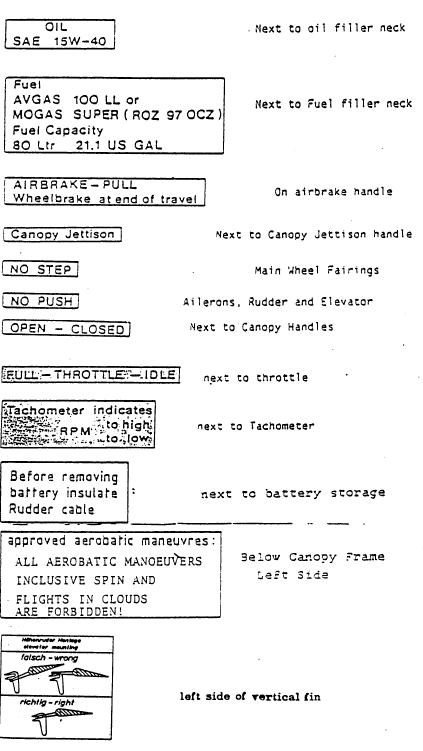 OIL
SAE 15W-40
Next to oil filler neck
Fuel
AVGAS 100 LL or
MOGAS SUPER (ROZ 97 OCZ)
Fuel Capacity
80 Ltr 21.1 US GAL
Next to Fuel filler neck
AIRBRAKE-PULL
Wheelbrake at end of travel
On airbrake handle
Canopy Jettison
Next to Canopy Jettison handle
NO STEP
Main Wheel Fairings
NO PUSH
Ailerons, Rudder and Elevator
OPEN - CLOSED
Next to Canopy Handles
FULL - THROTTLE - IDLE
next to throttle
Tachometer indicates
RPM to high
to low
next to Tachometer
Before removing
battery insulate
Rudder cable
next to battery storage
approved aerobatic maneuvres:
ALL AEROBATIC MANOEUVERS
INCLUSIVE SPIN AND
FLIGHTS IN CLOUDS
ARE FORBIDDEN!
Below Canopy Frame
Left Side
Höhenruder Montage
elevator mounting
falsch - wrong
richtig - right
left side of vertical fin